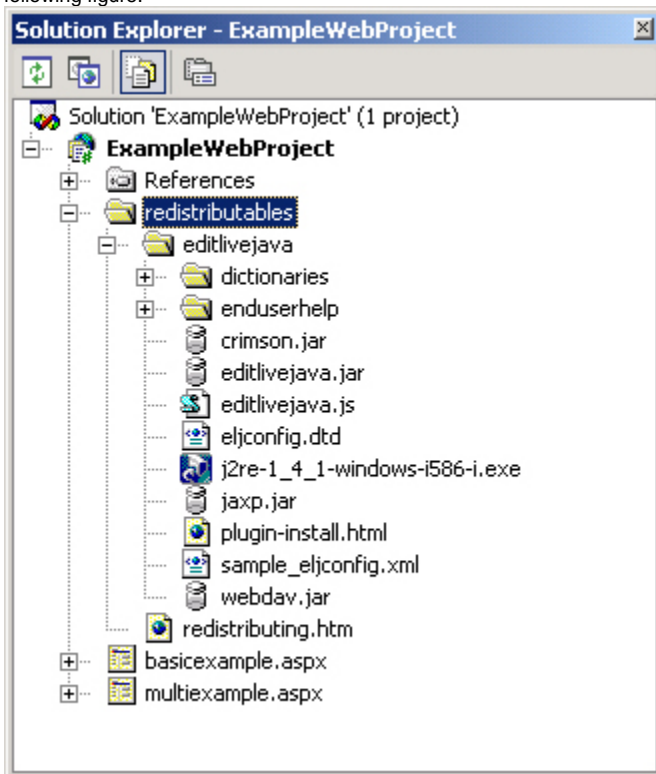 following figure.
Solution Explorer - ExampleWebProject
Solution 'ExampleWebProject' (1 project)
ExampleWebProject
References
redistributables
editlivejava
dictionaries
enduserhelp
crimson.jar
editlivejava.jar
editlivejava.js
eljconfig.dtd
j2re-1_4_1-windows-i586-i.exe
jaxp.jar
plugin-install.html
sample_eljconfig.xml
webdav.jar
redistributing.htm
basicexample.aspx
multiexample.aspx